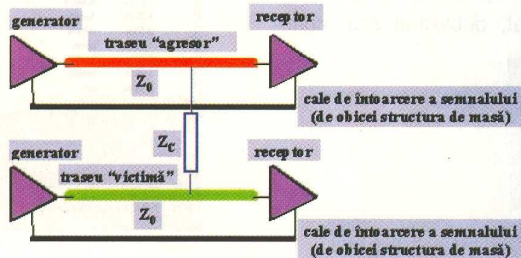 generator
receptor
traseu “agresor”
Z0
cale de întoarcere a semnalului
(de obicei structura de masă)
ZC
generator
receptor
traseu “victimă”
Z0
cale de întoarcere a semnalului
(de obicei structura de masă)